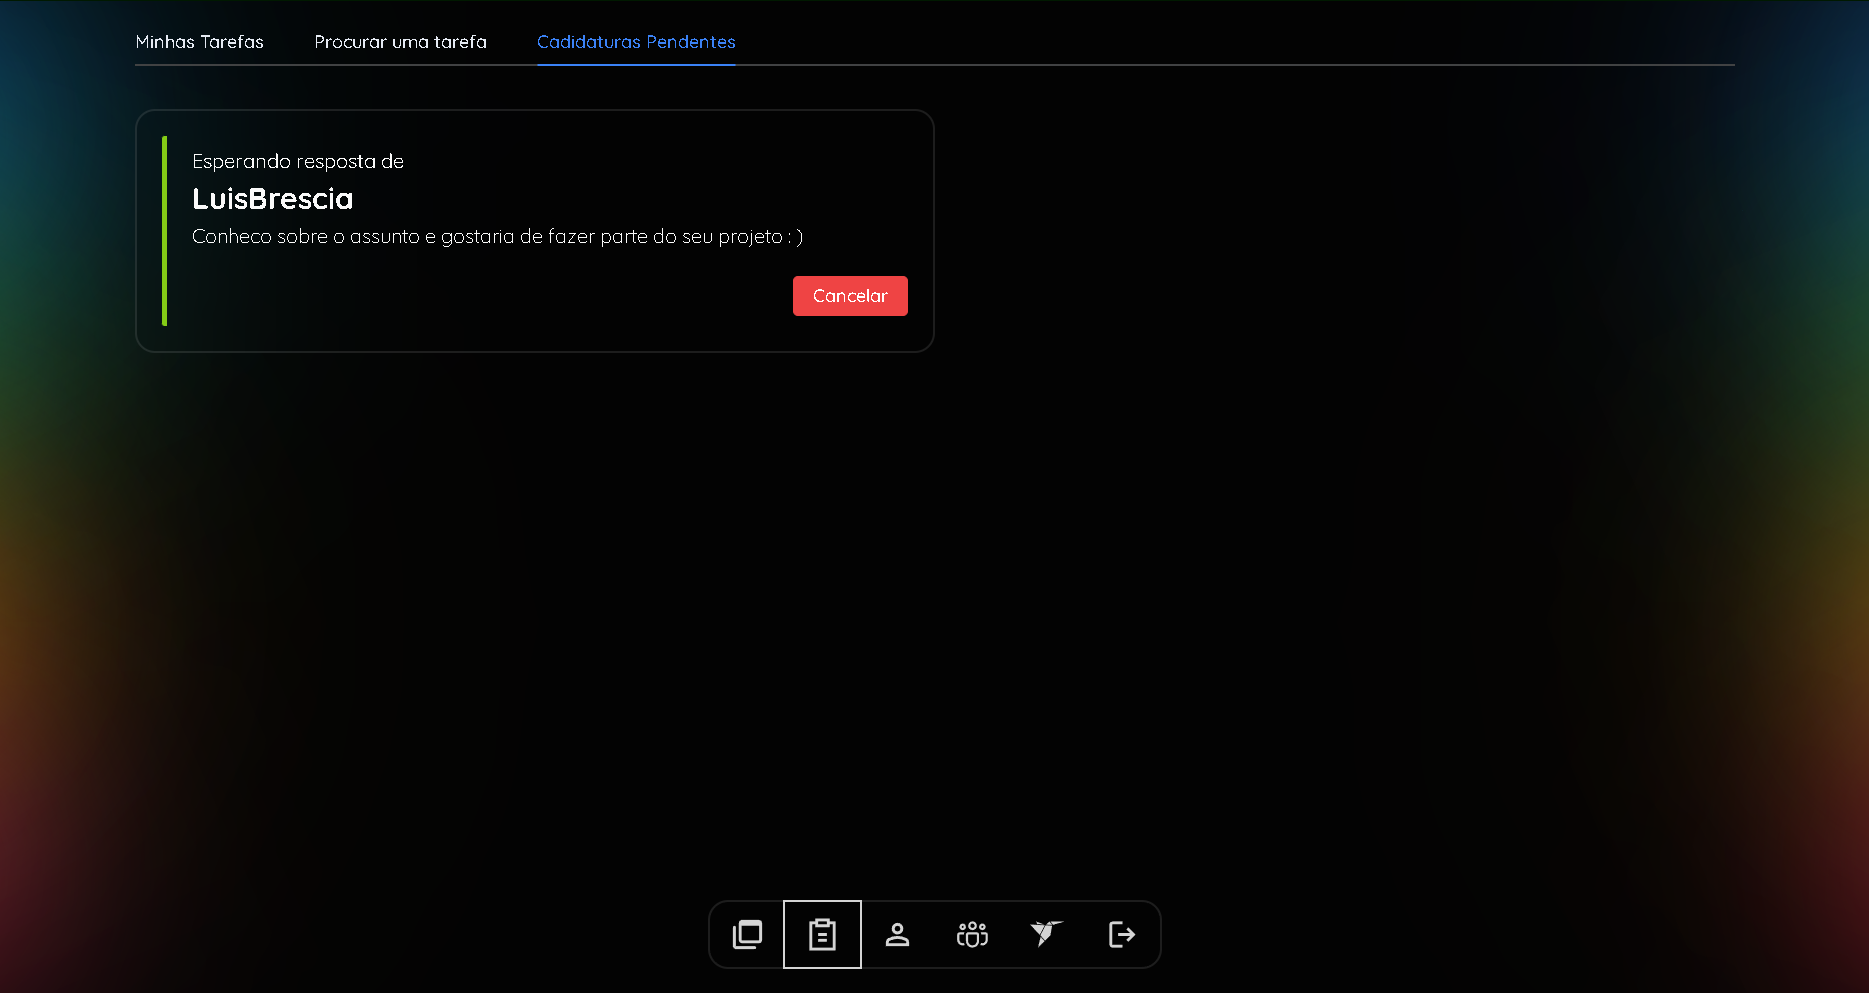 Minhas Tarefas
Procurar uma tarefa
Cadidaturas Pendentes
Esperando resposta de
LuisBrescia
Conheco sobre o assunto e gostaria de fazer parte do seu projeto : )
Cancelar